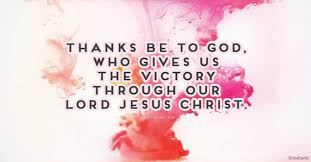 THANKS BE TO GOD,
WHO GIVES US
THE VICTORY
THROUGH OUR
LORD JESUS CHRIST.